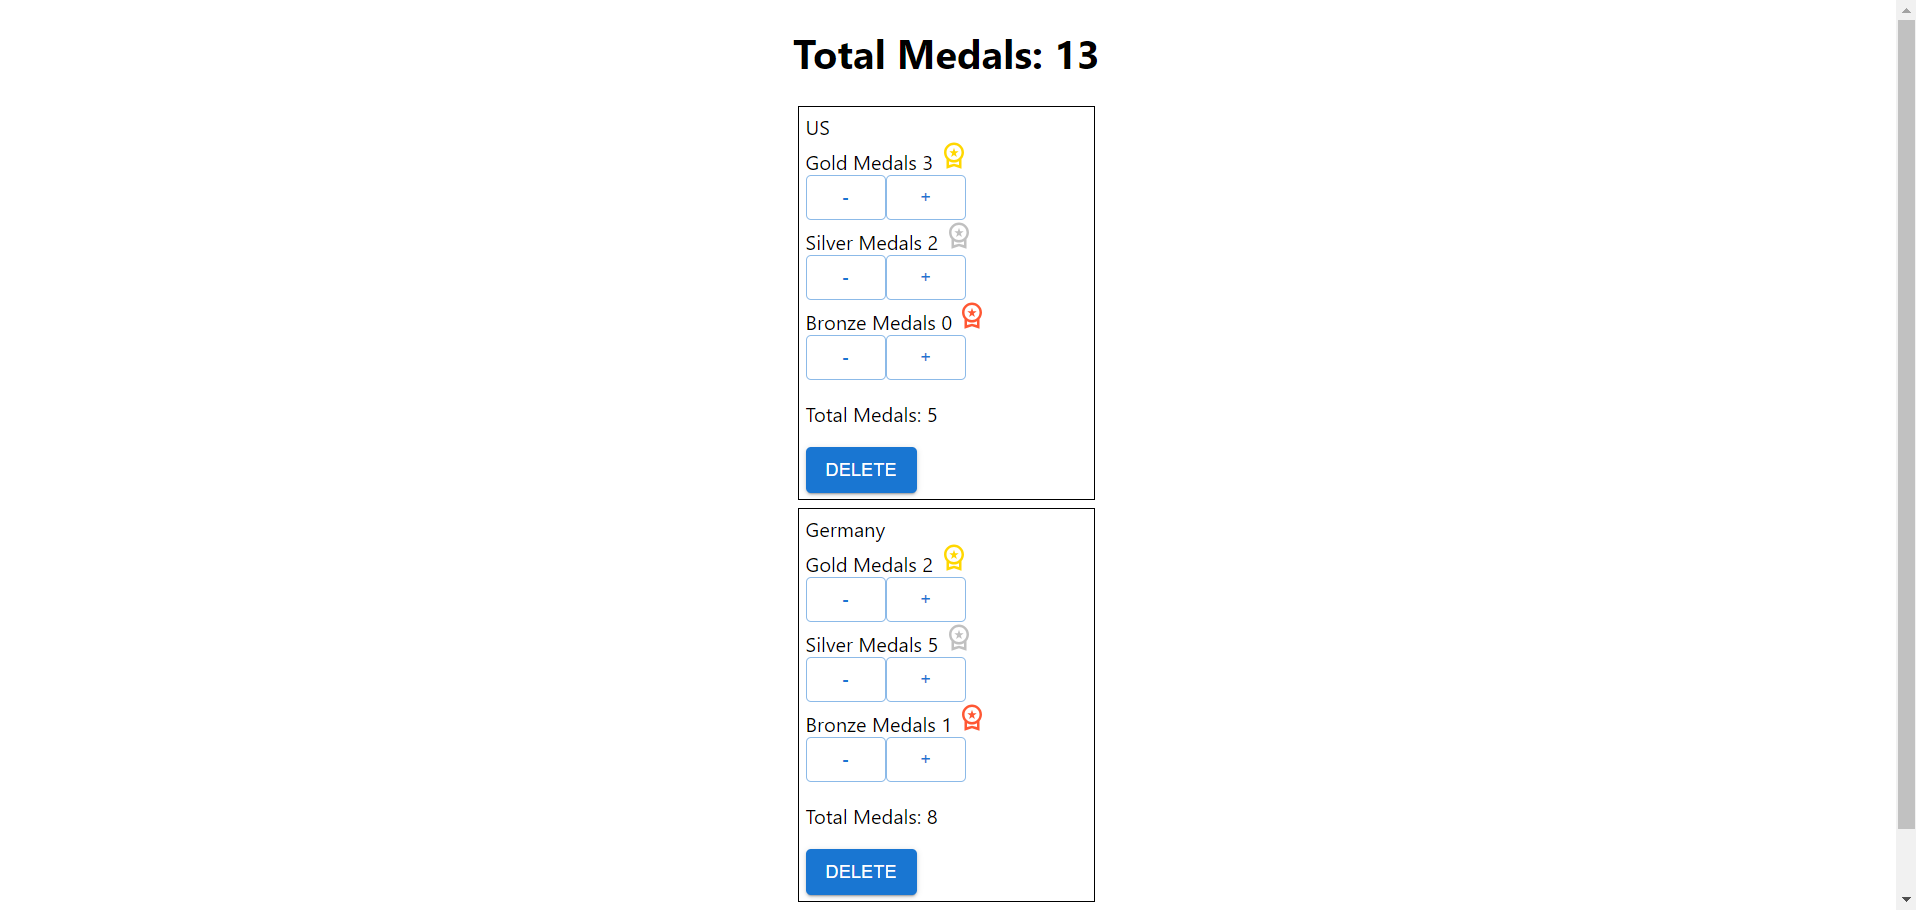 Total Medals: 13
US
Gold Medals 3
- +
Silver Medals 2
- +
Bronze Medals 0
- +
Total Medals: 5
DELETE
Germany
Gold Medals 2
- +
Silver Medals 5
- +
Bronze Medals 1
- +
Total Medals: 8
DELETE